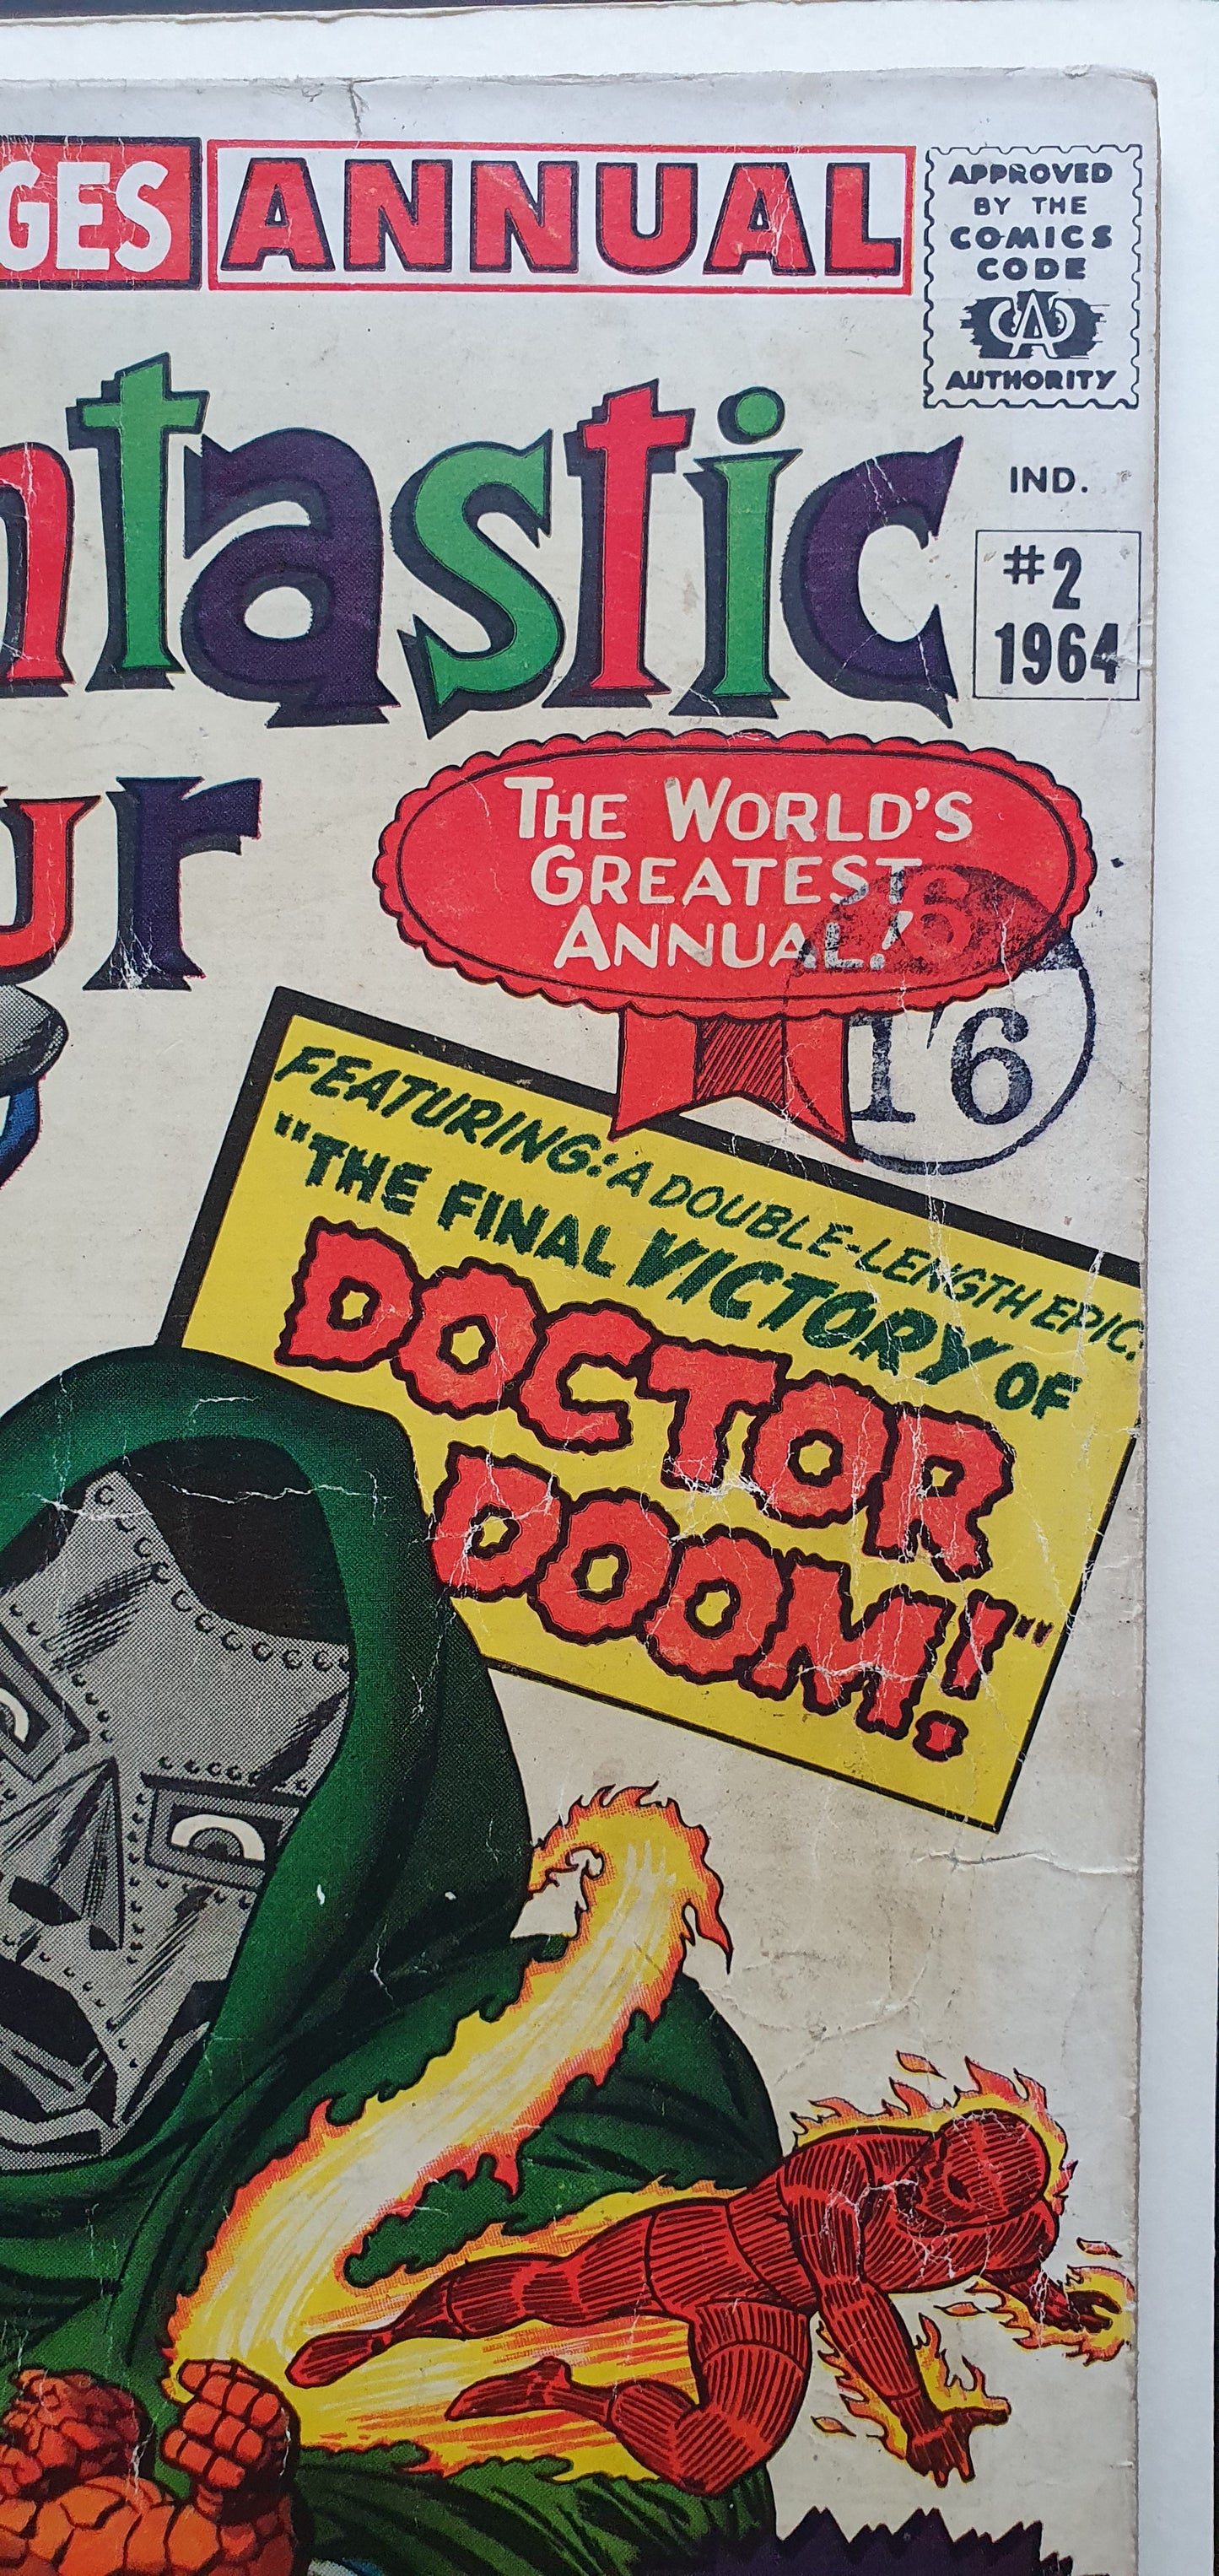 GES ANNUAL
APPROVED
BY THE
COMICS
CODE
CA
AUTHORITY
ntastic
IND.
#2
1964
ur
THE WORLD'S
GREATEST
ANNUAL!
6
1'6
FEATURING: A DOUBLE-LENGTH EPIC:
"THE FINAL VICTORY OF
DOCTOR
DOOM!"